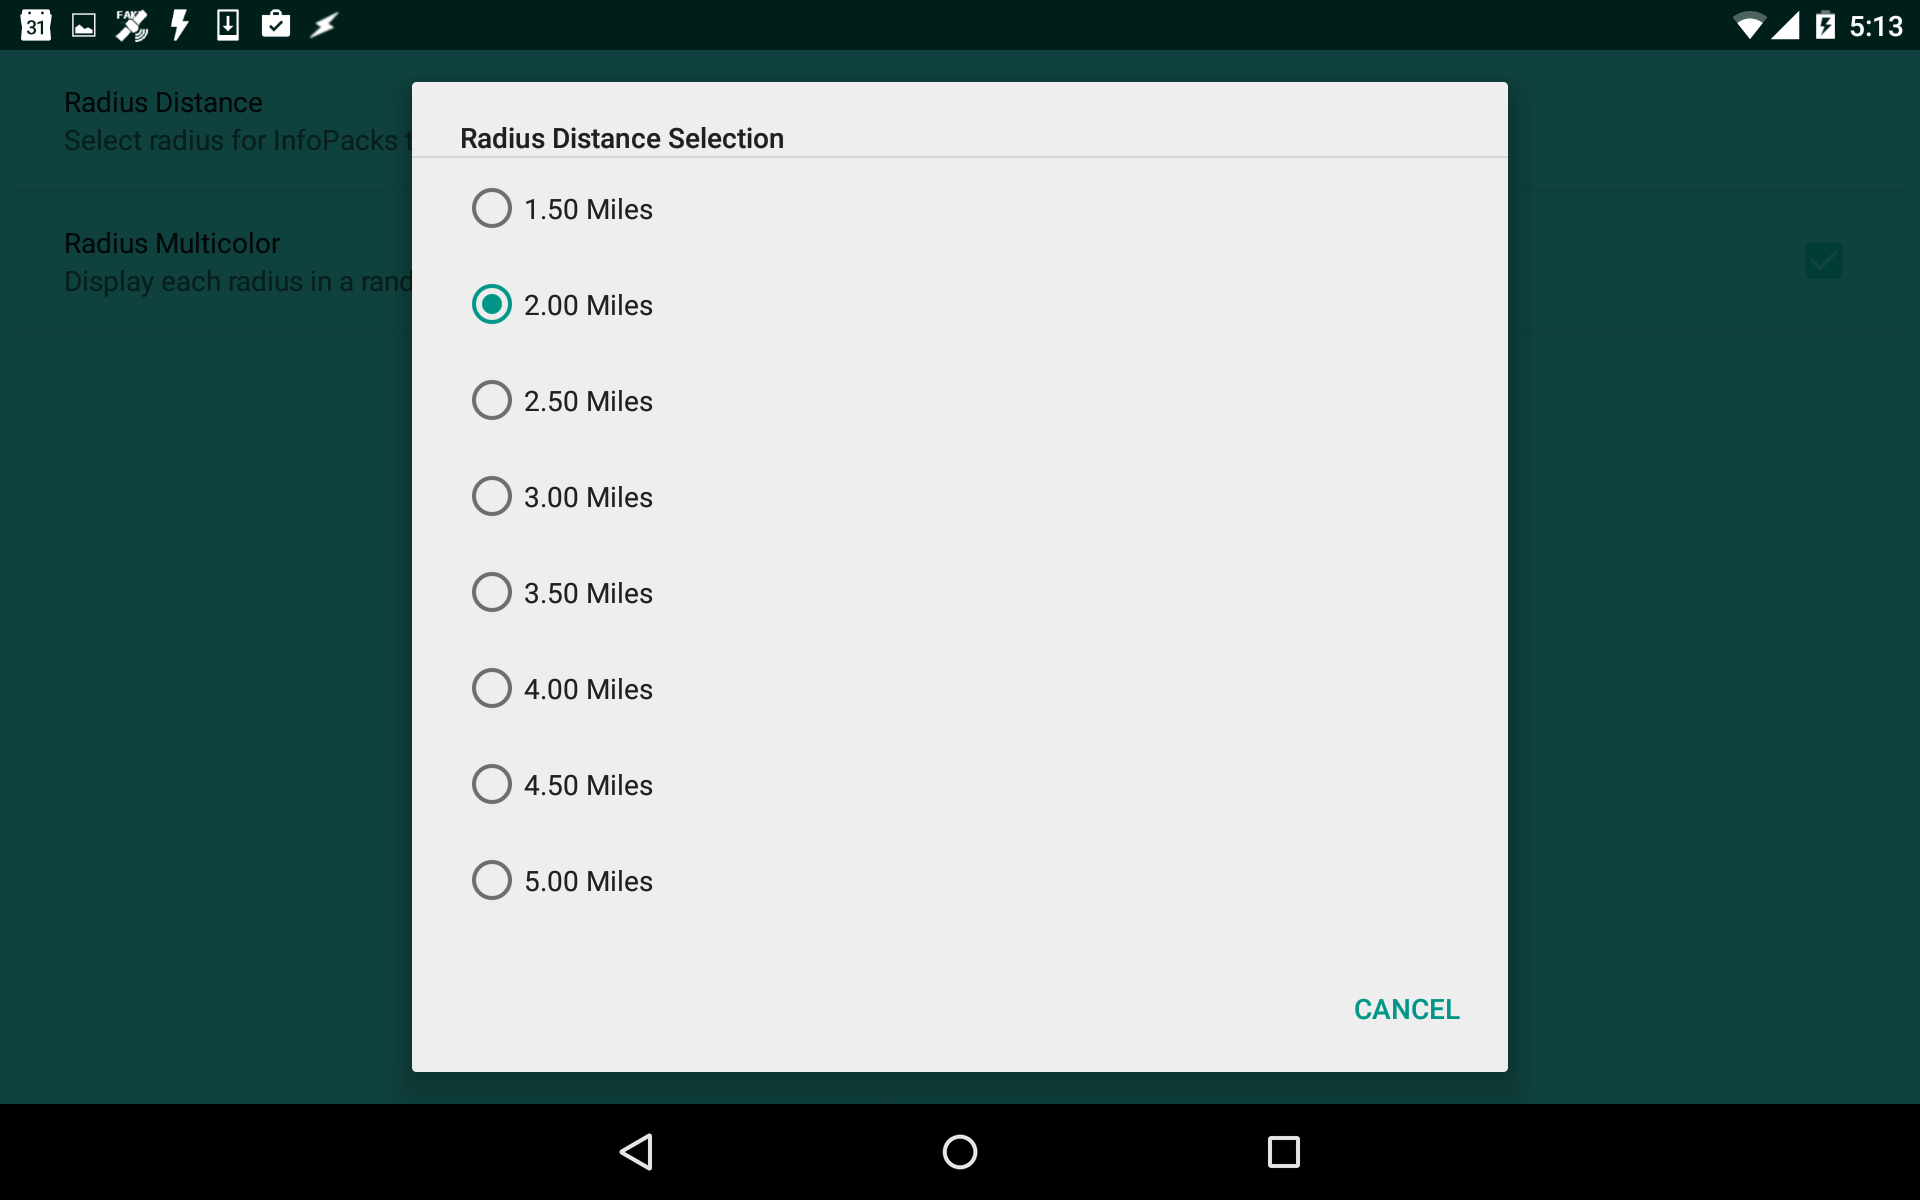 31
FAKE
5:13
Radius Distance
Select radius for InfoPacks t
Radius Multicolor
Display each radius in a rand
Radius Distance Selection
1.50 Miles
2.00 Miles
2.50 Miles
3.00 Miles
3.50 Miles
4.00 Miles
4.50 Miles
5.00 Miles
CANCEL